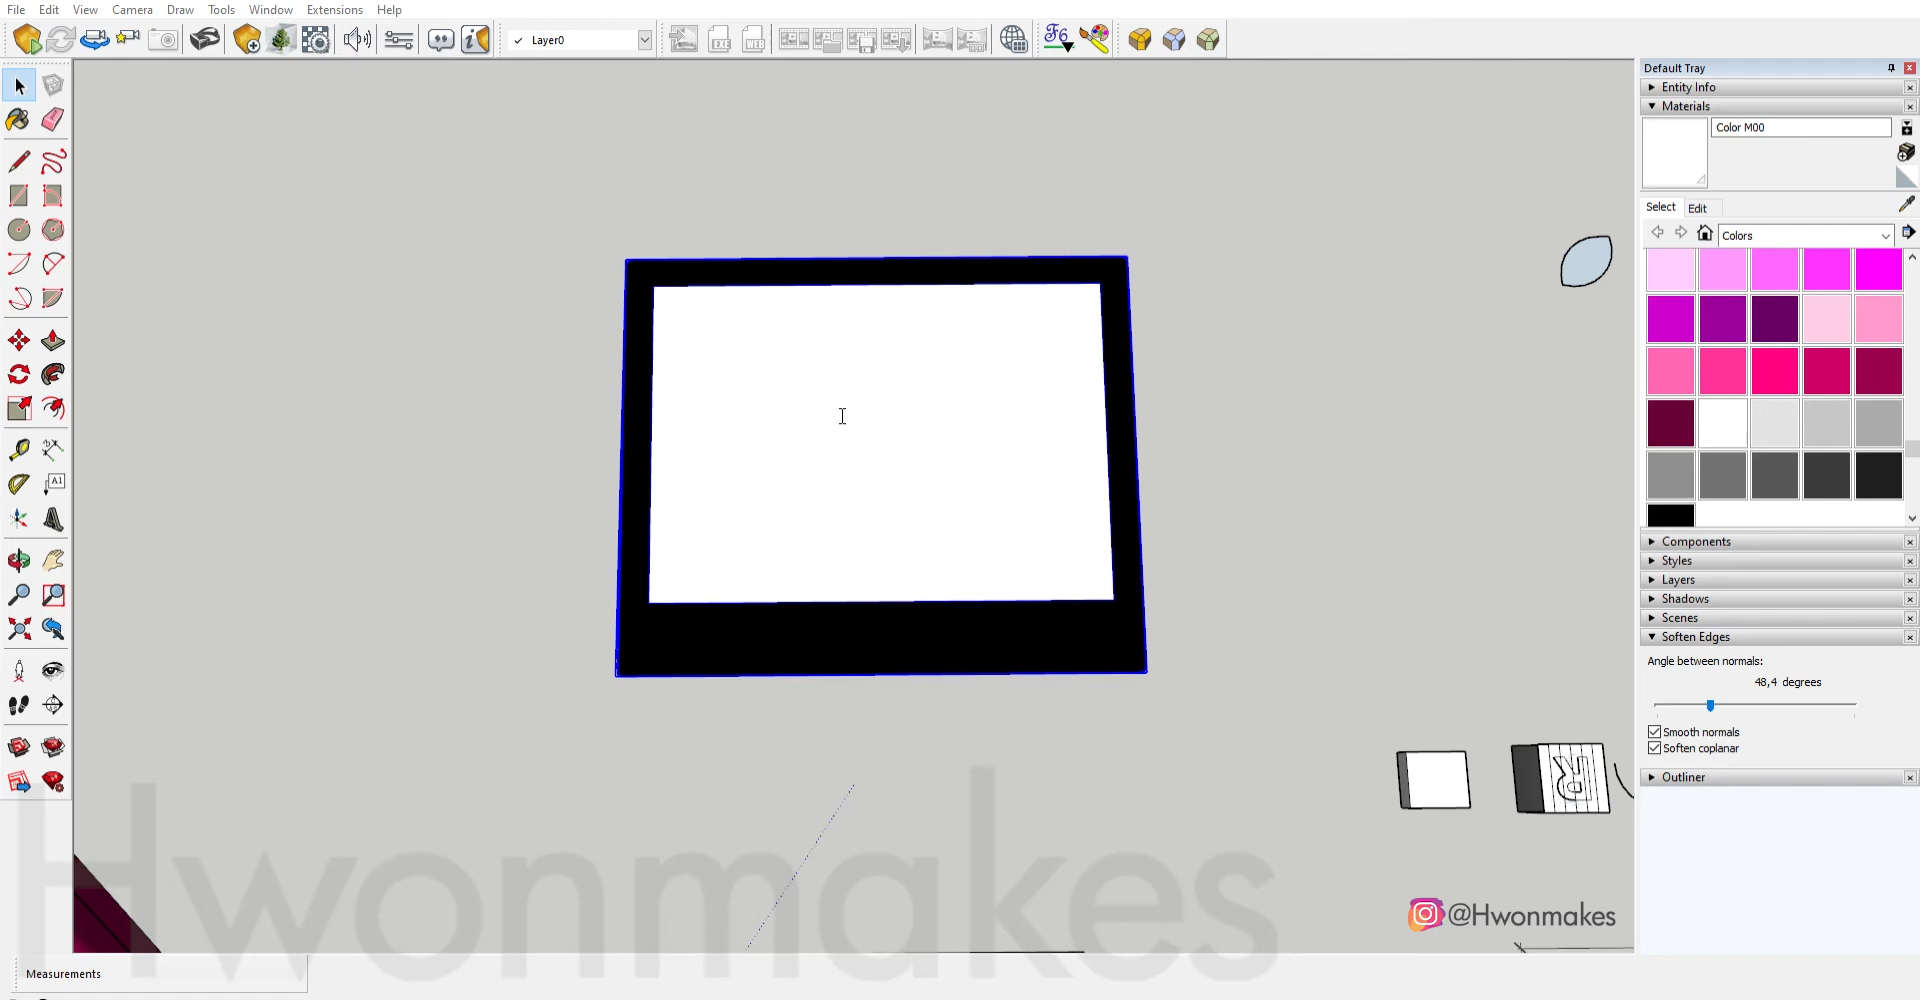 File Edit View Camera Draw Tools Window Extensions Help
Layer0
Default Tray
Entity Info
Materials
Color M00
Select Edit
Colors
Components
Styles
Layers
Shadows
Scenes
Soften Edges
Angle between normals:
48,4 degrees
Smooth normals
Soften coplanar
Outliner
R
Hwonmakes
@Hwonmakes
Measurements